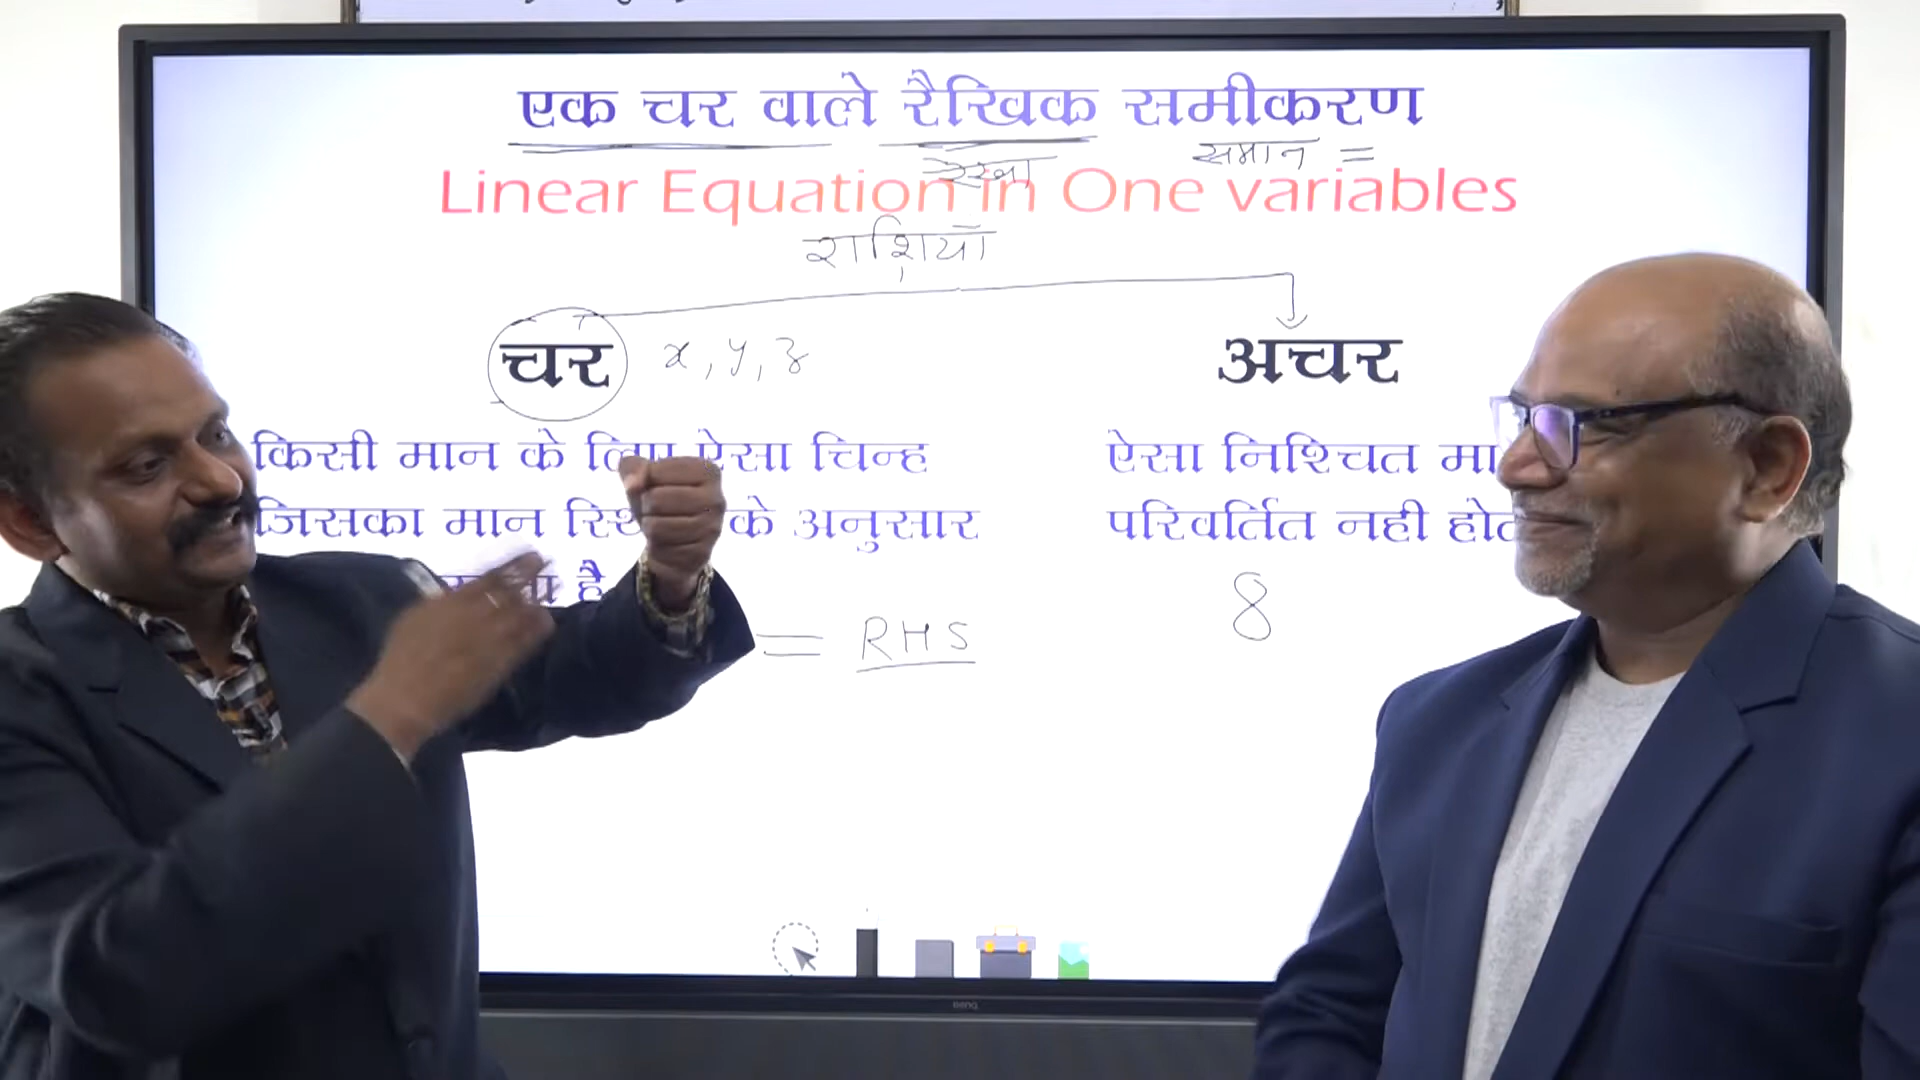 एक चर वाले रैखिक समीकरण
रेखा समान =
Linear Equation in One variables
राशियाँ
चर x, y, z अचर
किसी मान के लिए ऐसा चिन्ह
ऐसा निश्चित
जिसका मान के अनुसार
परिवर्तित नही
है
= RHS
8
BenQ